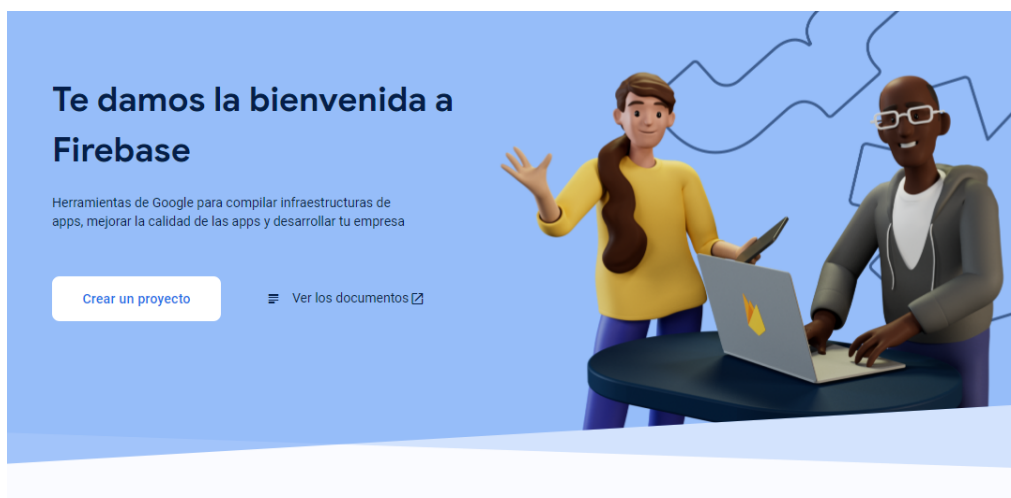 Te damos la bienvenida a
Firebase
Herramientas de Google para compilar infraestructuras de
apps, mejorar la calidad de las apps y desarrollar tu empresa
Crear un proyecto
Ver los documentos